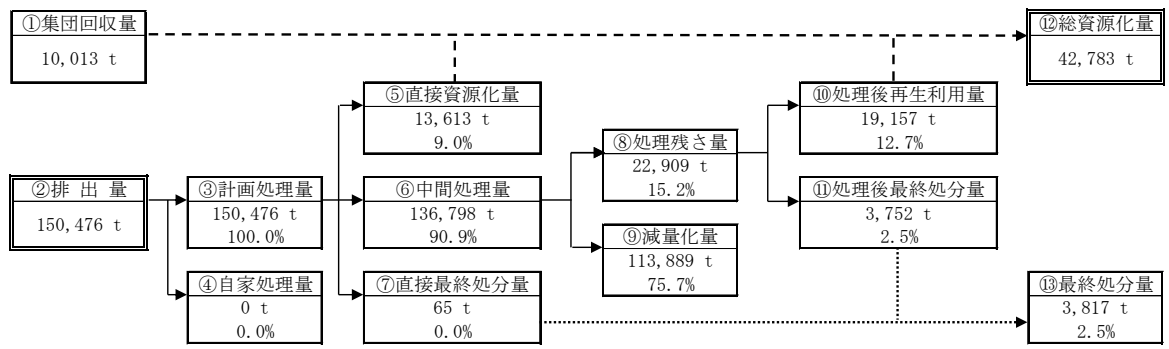 ①集団回収量
10,013 t
⑫総資源化量
42,783 t
⑤直接資源化量
13,613 t
9.0%
⑩処理後再生利用量
19,157 t
12.7%
⑧処理残さ量
22,909 t
15.2%
②排 出 量
150,476 t
③計画処理量
150,476 t
100.0%
⑥中間処理量
136,798 t
90.9%
⑪処理後最終処分量
3,752 t
2.5%
⑨減量化量
113,889 t
75.7%
④自家処理量
0 t
0.0%
⑦直接最終処分量
65 t
0.0%
⑬最終処分量
3,817 t
2.5%